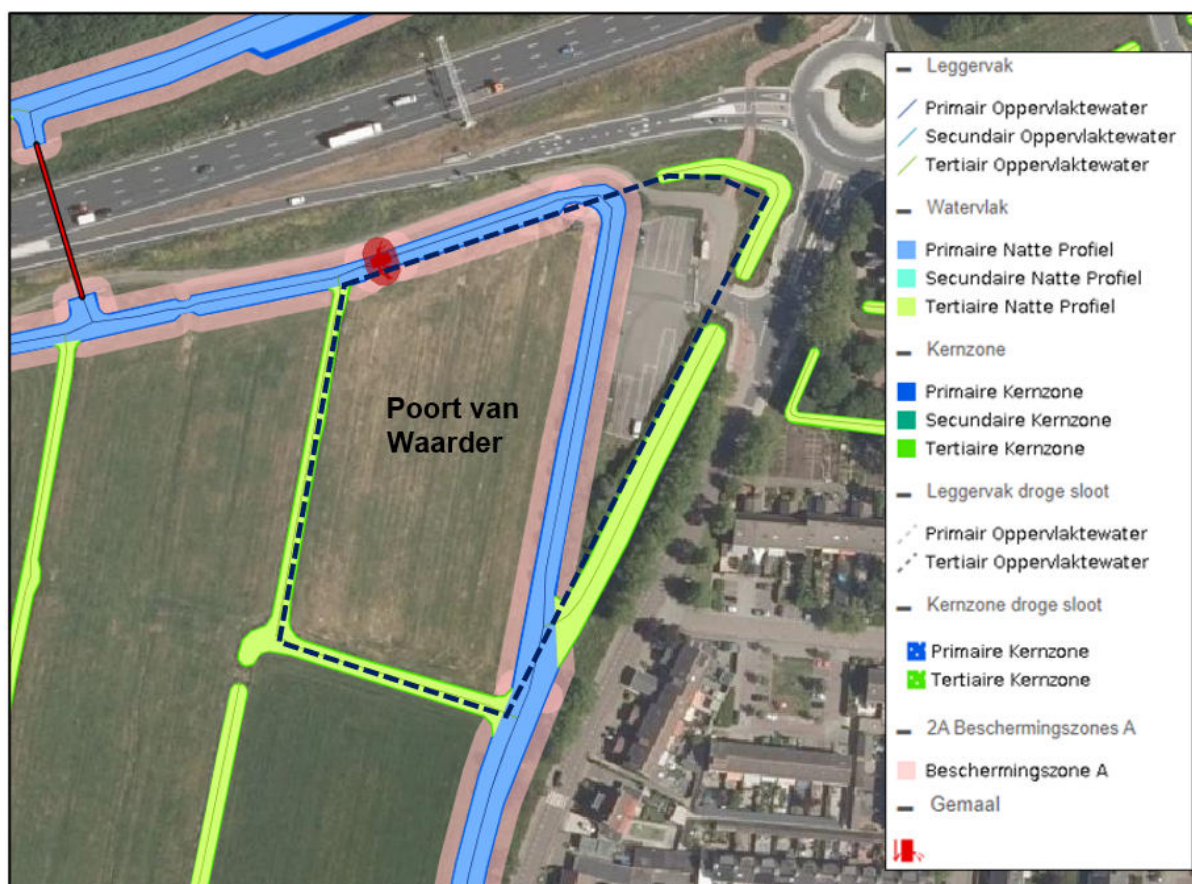 Poort van
Waarder
Leggervak
Primair Oppervlaktewater
Secundair Oppervlaktewater
Tertiair Oppervlaktewater
Watervlak
Primaire Natte Profiel
Secundaire Natte Profiel
Tertiaire Natte Profiel
Kernzone
Primaire Kernzone
Secundaire Kernzone
Tertiaire Kernzone
Leggervak droge sloot
Primair Oppervlaktewater
Tertiair Oppervlaktewater
Kernzone droge sloot
Primaire Kernzone
Tertiaire Kernzone
2A Beschermingszones A
Beschermingszone A
Gemaal